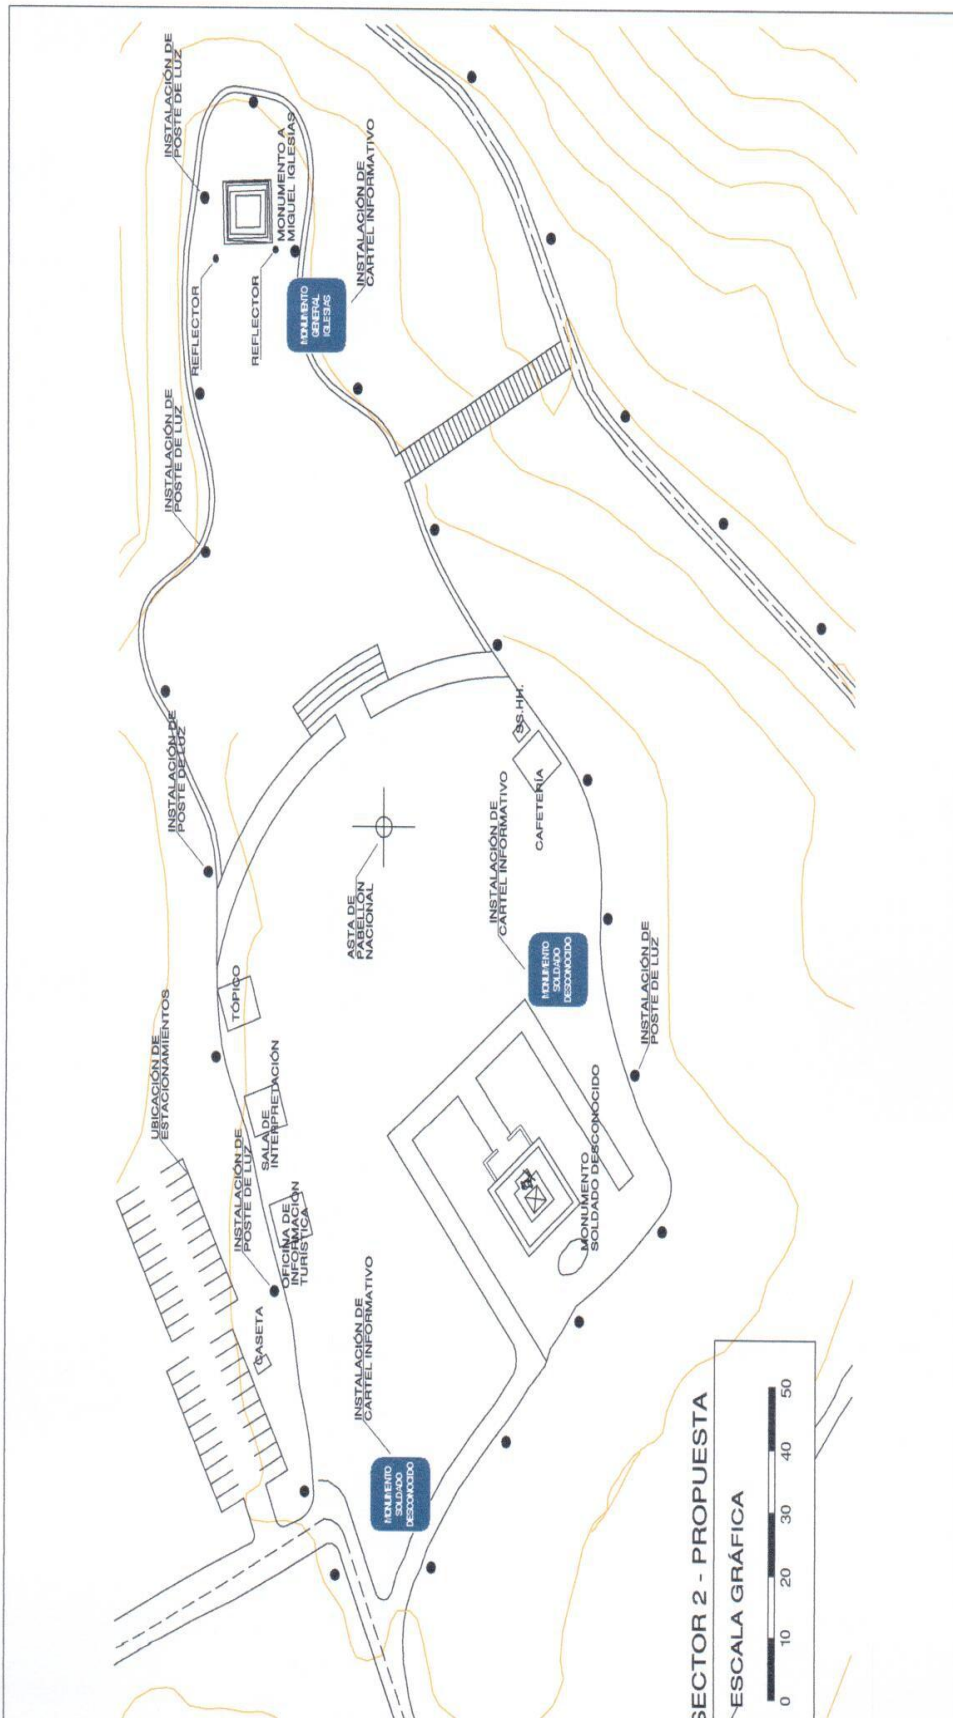 INSTALACIÓN DE
POSTE DE LUZ
MONUMENTO A
MIGUEL IGLESIAS
INSTALACIÓN DE
CARTEL INFORMATIVO
REFLECTOR
REFLECTOR
MONUMENTO
GENERAL
IGLESIAS
INSTALACIÓN DE
POSTE DE LUZ
INSTALACIÓN DE
POSTE DE LUZ
SS.HH.
CAFETERÍA
ASTA DE
PABELLÓN
NACIONAL
INSTALACIÓN DE
CARTEL INFORMATIVO
MONUMENTO
SOLDADO
DESCONOCIDO
INSTALACIÓN DE
POSTE DE LUZ
TÓPICO
UBICACIÓN DE
ESTACIONAMIENTOS
SALA DE
INTERPRETACIÓN
INSTALACIÓN DE
POSTE DE LUZ
OFICINA DE
INFORMACIÓN
TURÍSTICA
MONUMENTO
SOLDADO DESCONOCIDO
CASETA
INSTALACIÓN DE
CARTEL INFORMATIVO
MONUMENTO
SOLDADO
DESCONOCIDO
SECTOR 2 - PROPUESTA
ESCALA GRÁFICA
0 10 20 30 40 50